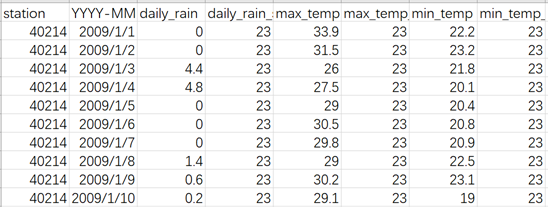 station YYYY-MM daily_rain daily_rain_ max_temp max_temp_ min_temp min_temp_
40214 2009/1/1 0 23 33.9 23 22.2 23
40214 2009/1/2 0 23 31.5 23 23.2 23
40214 2009/1/3 4.4 23 26 23 21.8 23
40214 2009/1/4 4.8 23 27.5 23 20.1 23
40214 2009/1/5 0 23 29 23 20.4 23
40214 2009/1/6 0 23 30.5 23 20.8 23
40214 2009/1/7 0 23 29.8 23 20.9 23
40214 2009/1/8 1.4 23 29 23 22.5 23
40214 2009/1/9 0.6 23 30.2 23 23.1 23
40214 2009/1/10 0.2 23 29.1 23 19 23